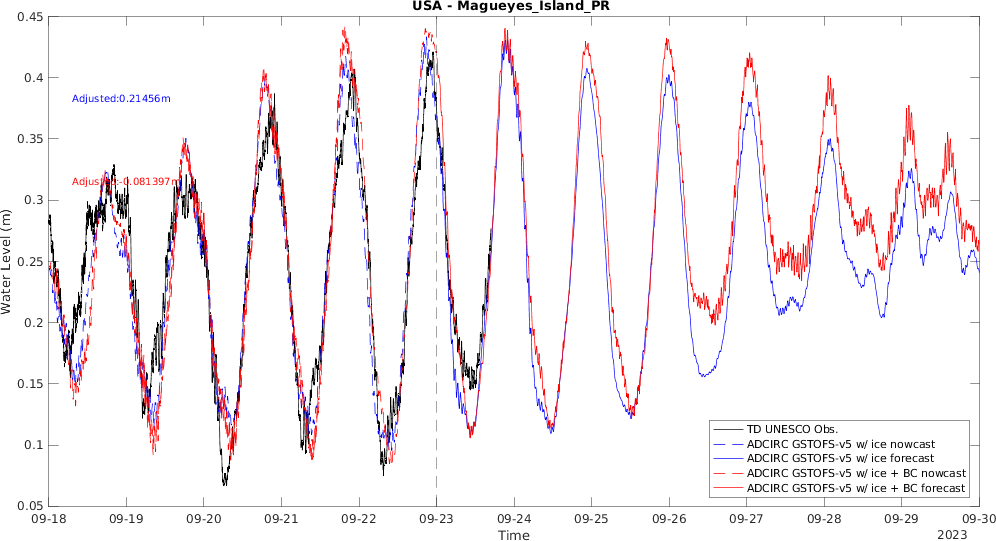 USA - Magueyes_Island_PR
0.45
0.4
0.35
0.3
0.25
0.2
0.15
0.1
0.05
Water Level (m)
Adjusted:0.21456m
Adjusted:-0.081397m
TD UNESCO Obs.
ADCIRC GSTOFS-v5 w/ ice nowcast
ADCIRC GSTOFS-v5 w/ ice forecast
ADCIRC GSTOFS-v5 w/ ice + BC nowcast
ADCIRC GSTOFS-v5 w/ ice + BC forecast
09-18 09-19 09-20 09-21 09-22 09-23 09-24 09-25 09-26 09-27 09-28 09-29 09-30
Time
2023